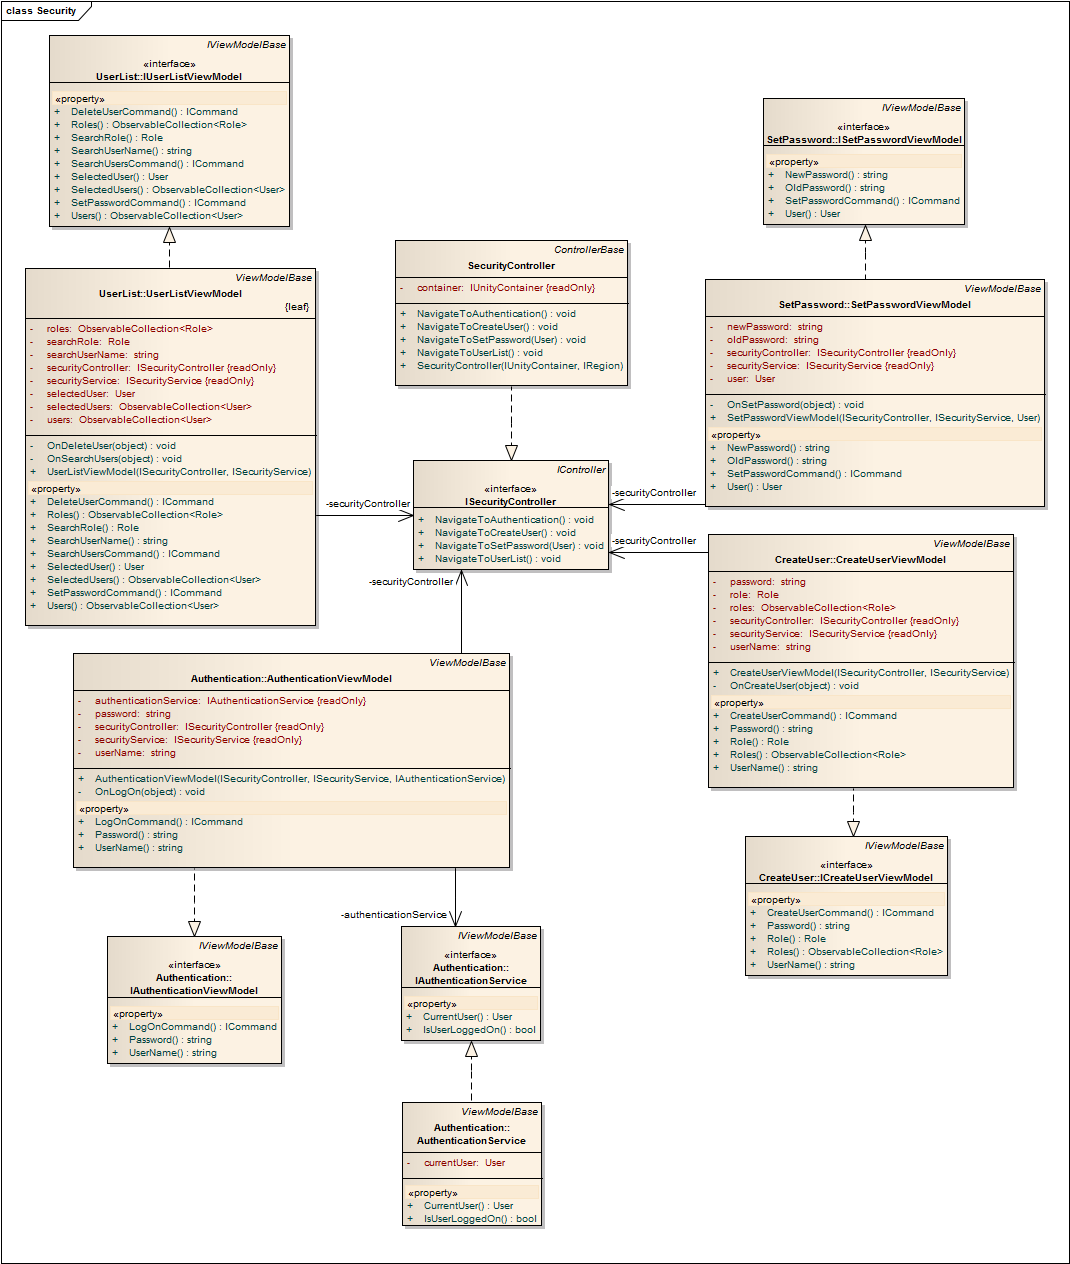 class Security
IViewModelBase
«interface»
UserList::IUserListViewModel
«property»
+ DeleteUserCommand() : ICommand
+ Roles() : ObservableCollection<Role>
+ SearchRole() : Role
+ SearchUserName() : string
+ SearchUsersCommand() : ICommand
+ SelectedUser() : User
+ SelectedUsers() : ObservableCollection<User>
+ SetPasswordCommand() : ICommand
+ Users() : ObservableCollection<User>
IViewModelBase
«interface»
SetPassword::ISetPasswordViewModel
«property»
+ NewPassword() : string
+ OldPassword() : string
+ SetPasswordCommand() : ICommand
+ User() : User
ViewModelBase
UserList::UserListViewModel
{leaf}
- roles: ObservableCollection<Role>
- searchRole: Role
- searchUserName: string
- securityController: ISecurityController {readOnly}
- securityService: ISecurityService {readOnly}
- selectedUser: User
- selectedUsers: ObservableCollection<User>
- users: ObservableCollection<User>
- OnDeleteUser(object) : void
- OnSearchUsers(object) : void
+ UserListViewModel(ISecurityController, ISecurityService)
«property»
+ DeleteUserCommand() : ICommand
+ Roles() : ObservableCollection<Role>
+ SearchRole() : Role
+ SearchUserName() : string
+ SearchUsersCommand() : ICommand
+ SelectedUser() : User
+ SelectedUsers() : ObservableCollection<User>
+ SetPasswordCommand() : ICommand
+ Users() : ObservableCollection<User>
ControllerBase
SecurityController
- container: IUnityContainer {readOnly}
+ NavigateToAuthentication() : void
+ NavigateToCreateUser() : void
+ NavigateToSetPassword(User) : void
+ NavigateToUserList() : void
+ SecurityController(IUnityContainer, IRegion)
ViewModelBase
SetPassword::SetPasswordViewModel
- newPassword: string
- oldPassword: string
- securityController: ISecurityController {readOnly}
- securityService: ISecurityService {readOnly}
- user: User
- OnSetPassword(object) : void
+ SetPasswordViewModel(ISecurityController, ISecurityService, User)
«property»
+ NewPassword() : string
+ OldPassword() : string
+ SetPasswordCommand() : ICommand
+ User() : User
IController
«interface»
ISecurityController
+ NavigateToAuthentication() : void
+ NavigateToCreateUser() : void
+ NavigateToSetPassword(User) : void
+ NavigateToUserList() : void
-securityController
-securityController
-securityController
-securityController
ViewModelBase
CreateUser::CreateUserViewModel
- password: string
- role: Role
- roles: ObservableCollection<Role>
- securityController: ISecurityController {readOnly}
- securityService: ISecurityService {readOnly}
- userName: string
+ CreateUserViewModel(ISecurityController, ISecurityService)
- OnCreateUser(object) : void
«property»
+ CreateUserCommand() : ICommand
+ Password() : string
+ Role() : Role
+ Roles() : ObservableCollection<Role>
+ UserName() : string
ViewModelBase
Authentication::AuthenticationViewModel
- authenticationService: IAuthenticationService {readOnly}
- password: string
- securityController: ISecurityController {readOnly}
- securityService: ISecurityService {readOnly}
- userName: string
+ AuthenticationViewModel(ISecurityController, ISecurityService, IAuthenticationService)
- OnLogOn(object) : void
«property»
+ LogOnCommand() : ICommand
+ Password() : string
+ UserName() : string
IViewModelBase
«interface»
CreateUser::ICreateUserViewModel
«property»
+ CreateUserCommand() : ICommand
+ Password() : string
+ Role() : Role
+ Roles() : ObservableCollection<Role>
+ UserName() : string
-authenticationService
IViewModelBase
«interface»
Authentication::
IAuthenticationViewModel
«property»
+ LogOnCommand() : ICommand
+ Password() : string
+ UserName() : string
ViewModelBase
«interface»
Authentication::
IAuthenticationService
«property»
+ CurrentUser() : User
+ IsUserLoggedOn() : bool
ViewModelBase
Authentication::
AuthenticationService
- currentUser: User
«property»
+ CurrentUser() : User
+ IsUserLoggedOn() : bool